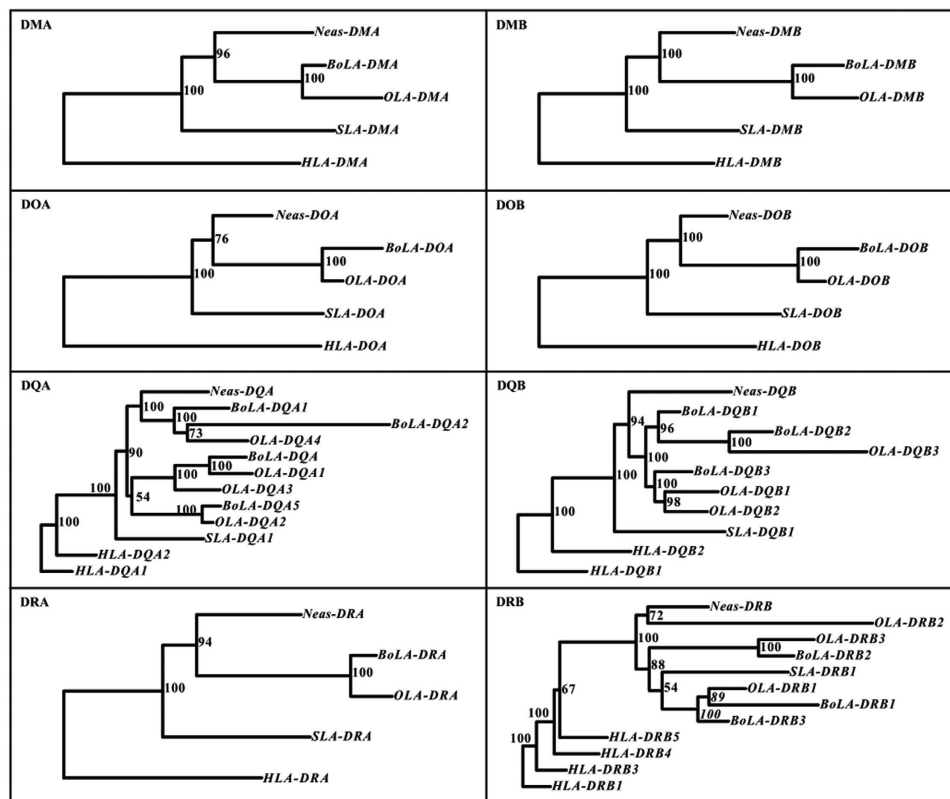 DMA
Neas-DMA
96
BoLA-DMA
100
OLA-DMA
100
SLA-DMA
HLA-DMA
DMB
Neas-DMB
100
BoLA-DMB
100
OLA-DMB
100
SLA-DMB
HLA-DMB
DOA
Neas-DOA
76
BoLA-DOA
100
OLA-DOA
100
SLA-DOA
HLA-DOA
DOB
Neas-DOB
100
BoLA-DOB
100
OLA-DOB
100
SLA-DOB
HLA-DOB
DQA
Neas-DQA
100
BoLA-DQA1
100
BoLA-DQA2
73
OLA-DQA4
90
BoLA-DQA
100
OLA-DQA1
100
OLA-DQA3
54
BoLA-DQA5
100
OLA-DQA2
100
SLA-DQA1
100
HLA-DQA2
HLA-DQA1
DQB
Neas-DQB
94
BoLA-DQB1
96
BoLA-DQB2
100
OLA-DQB3
100
BoLA-DQB3
100
OLA-DQB1
98
OLA-DQB2
100
SLA-DQB1
100
HLA-DQB2
HLA-DQB1
DRA
Neas-DRA
94
BoLA-DRA
100
OLA-DRA
100
SLA-DRA
HLA-DRA
DRB
Neas-DRB
72
OLA-DRB2
100
OLA-DRB3
100
BoLA-DRB2
88
SLA-DRB1
54
OLA-DRB1
89
BoLA-DRB1
100
BoLA-DRB3
67
HLA-DRB5
100
HLA-DRB4
100
HLA-DRB3
HLA-DRB1